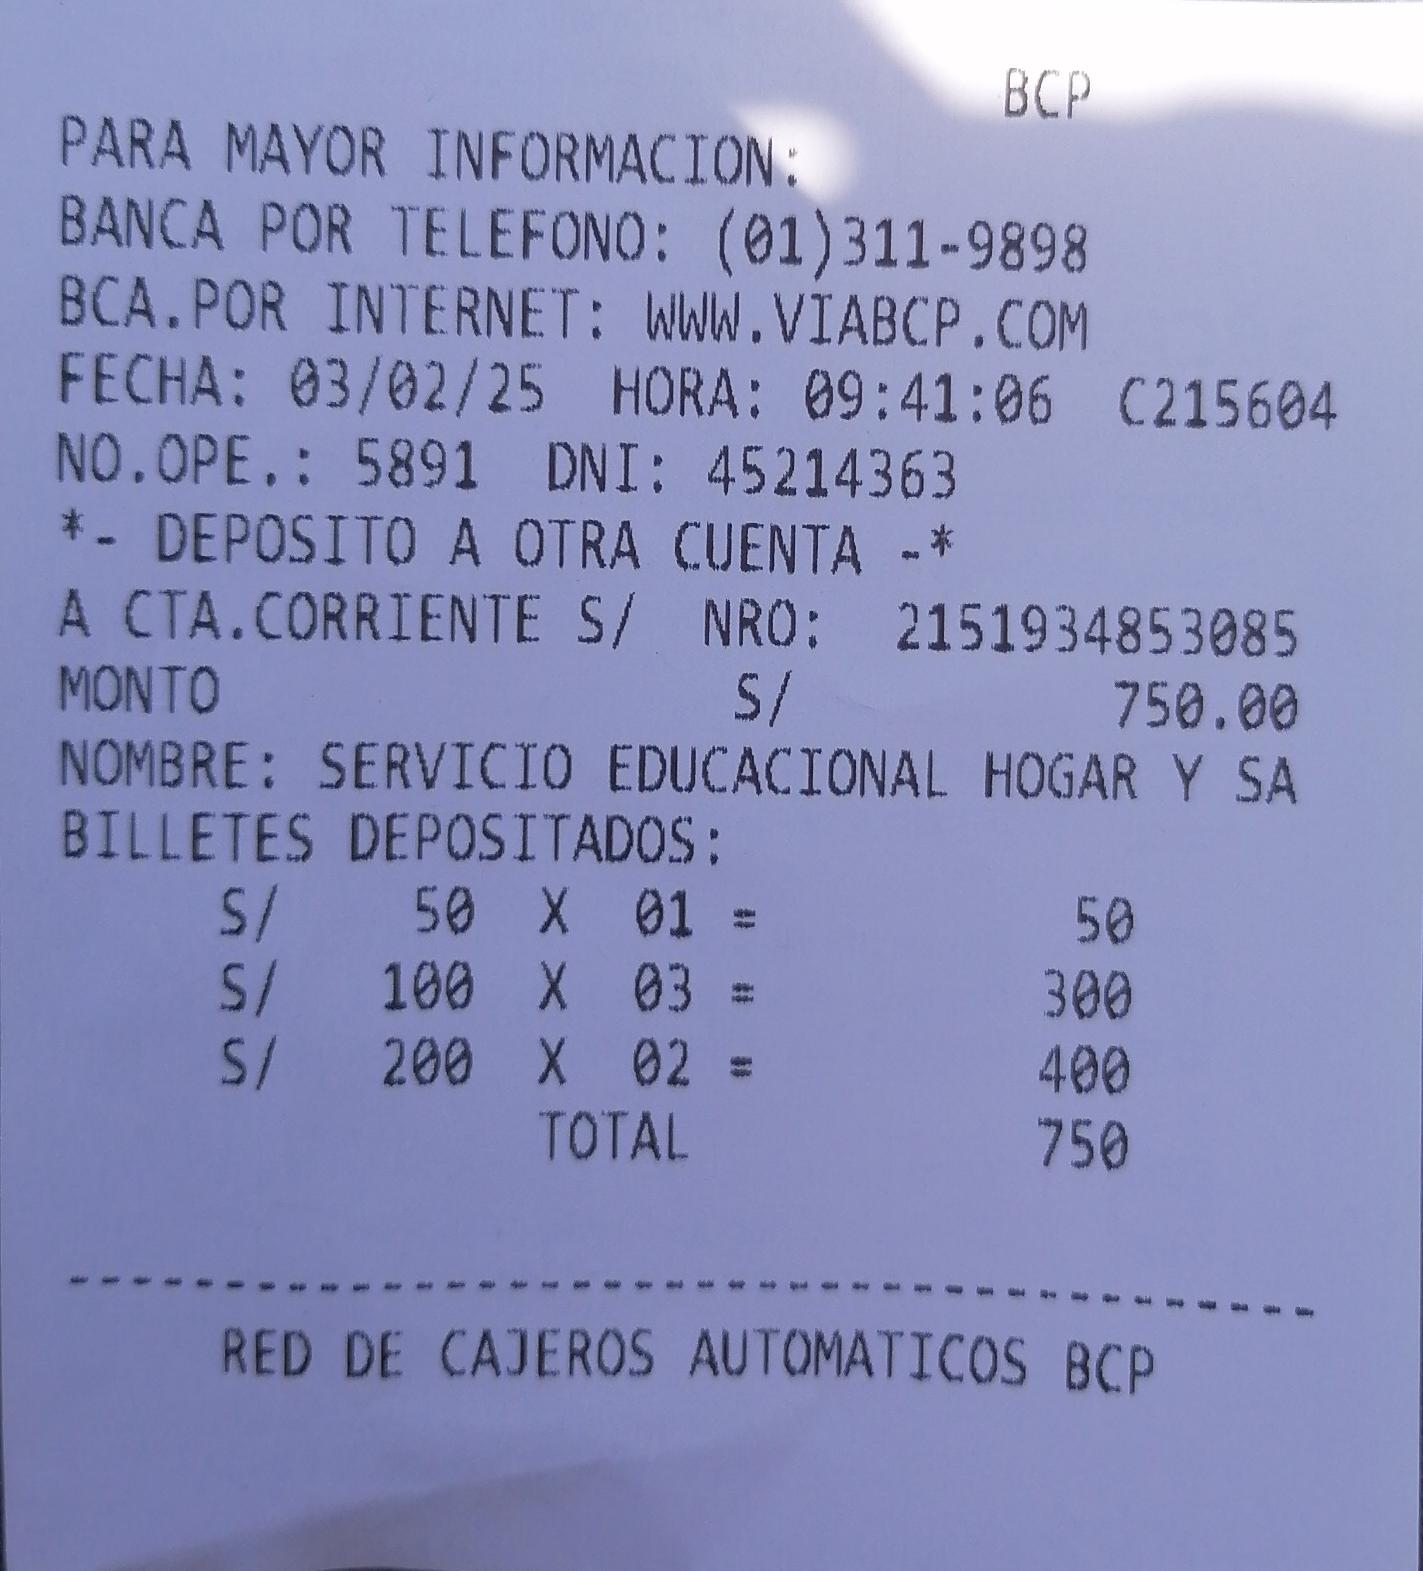 BCP
PARA MAYOR INFORMACION:
BANCA POR TELEFONO: (01)311-9898
BCA.POR INTERNET: WWW.VIABCP.COM
FECHA: 03/02/25 HORA: 09:41:06 C215604
NO.OPE.: 5891 DNI: 45214363
*- DEPOSITO A OTRA CUENTA -*
A CTA.CORRIENTE S/ NRO: 2151934853085
MONTO S/ 750.00
NOMBRE: SERVICIO EDUCACIONAL HOGAR Y SA
BILLETES DEPOSITADOS:
S/ 50 X 01 = 50
S/ 100 X 03 = 300
S/ 200 X 02 = 400
TOTAL 750
----------------------------------------
RED DE CAJEROS AUTOMATICOS BCP